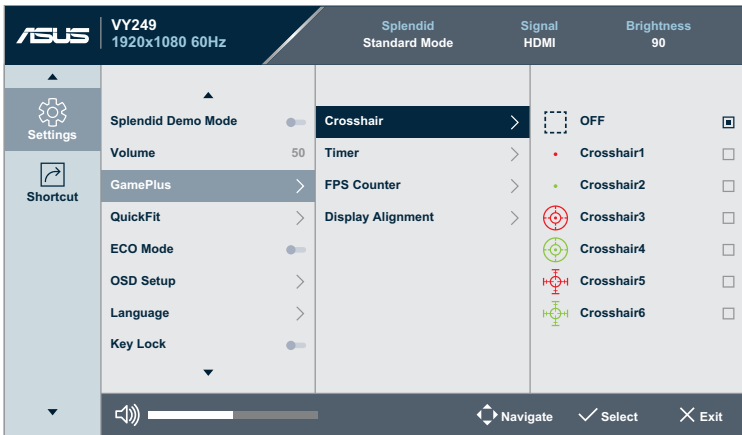 ASUS
VY249
1920x1080 60Hz
Splendid
Standard Mode
Signal
HDMI
Brightness
90
Settings
Shortcut
Splendid Demo Mode
Volume 50
GamePlus
QuickFit
ECO Mode
OSD Setup
Language
Key Lock
Crosshair
Timer
FPS Counter
Display Alignment
OFF
Crosshair1
Crosshair2
Crosshair3
Crosshair4
Crosshair5
Crosshair6
Navigate Select Exit